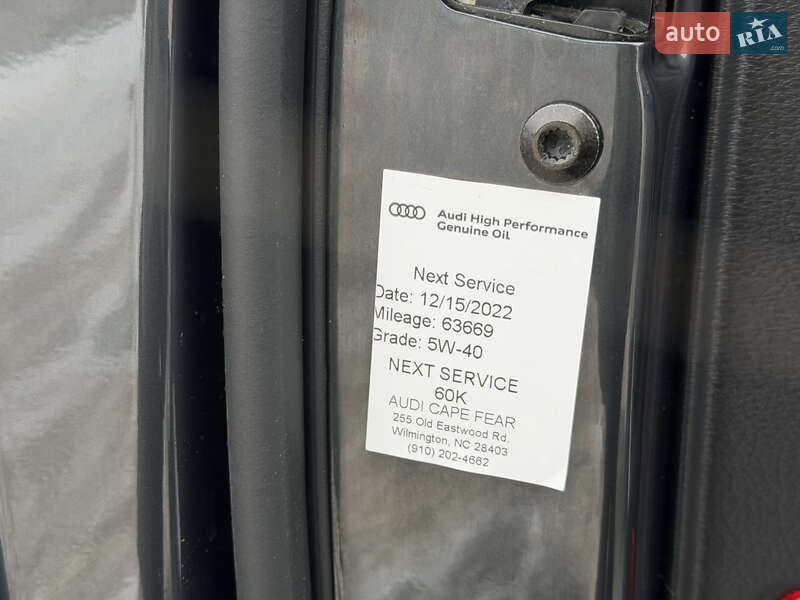 auto RIA
.com
Audi High Performance
Genuine Oil
Next Service
Date: 12/15/2022
Mileage: 63669
Grade: 5W-40
NEXT SERVICE
60K
AUDI CAPE FEAR
255 Old Eastwood Rd.
Wilmington, NC 28403
(910) 202-4662